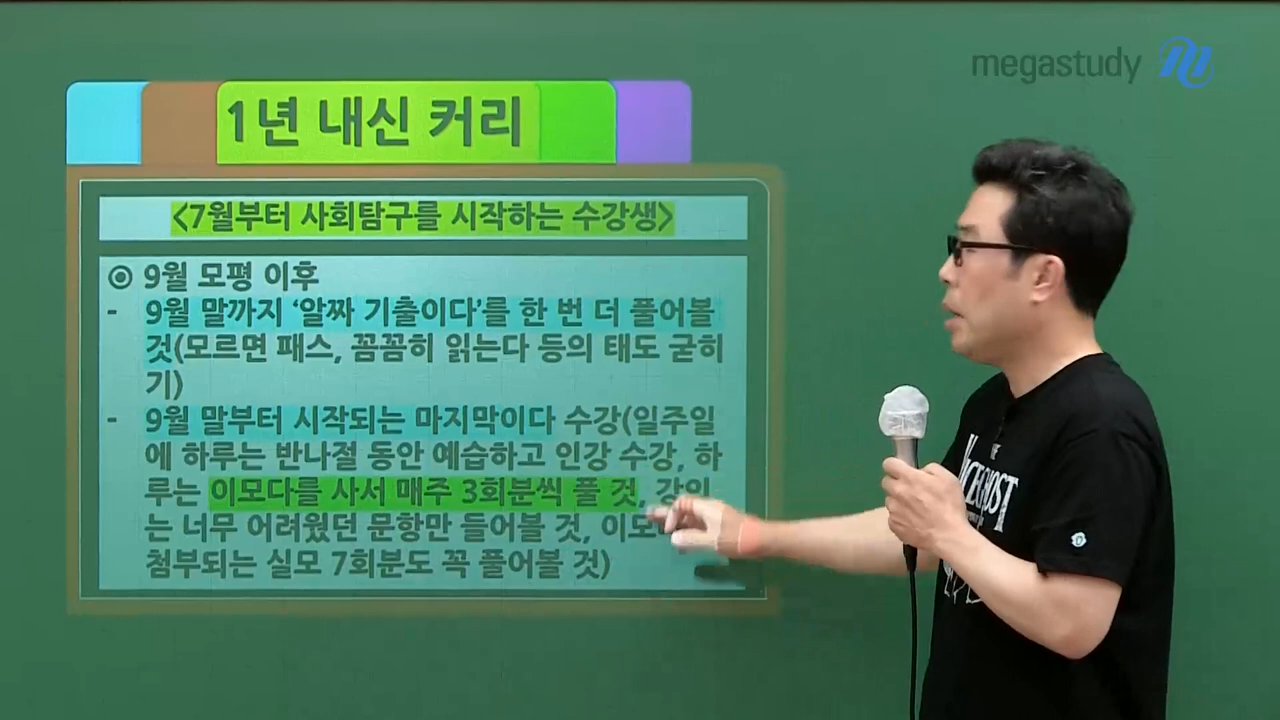 megastudy
1년 내신 커리
<7월부터 사회탐구를 시작하는 수강생>
◎ 9월 모평 이후
- 9월 말까지 ‘알짜 기출이다’를 한 번 더 풀어볼
것(모르면 패스, 꼼꼼히 읽는다 등의 태도 굳히
기)
- 9월 말부터 시작되는 마지막이다 수강(일주일
에 하루는 반나절 동안 예습하고 인강 수강, 하
루는 이모다를 사서 매주 3회분씩 풀 것,
는 너무 어려웠던 문항만 들어볼 것,
첨부되는 실모 7회분도 꼭 풀어볼 것)